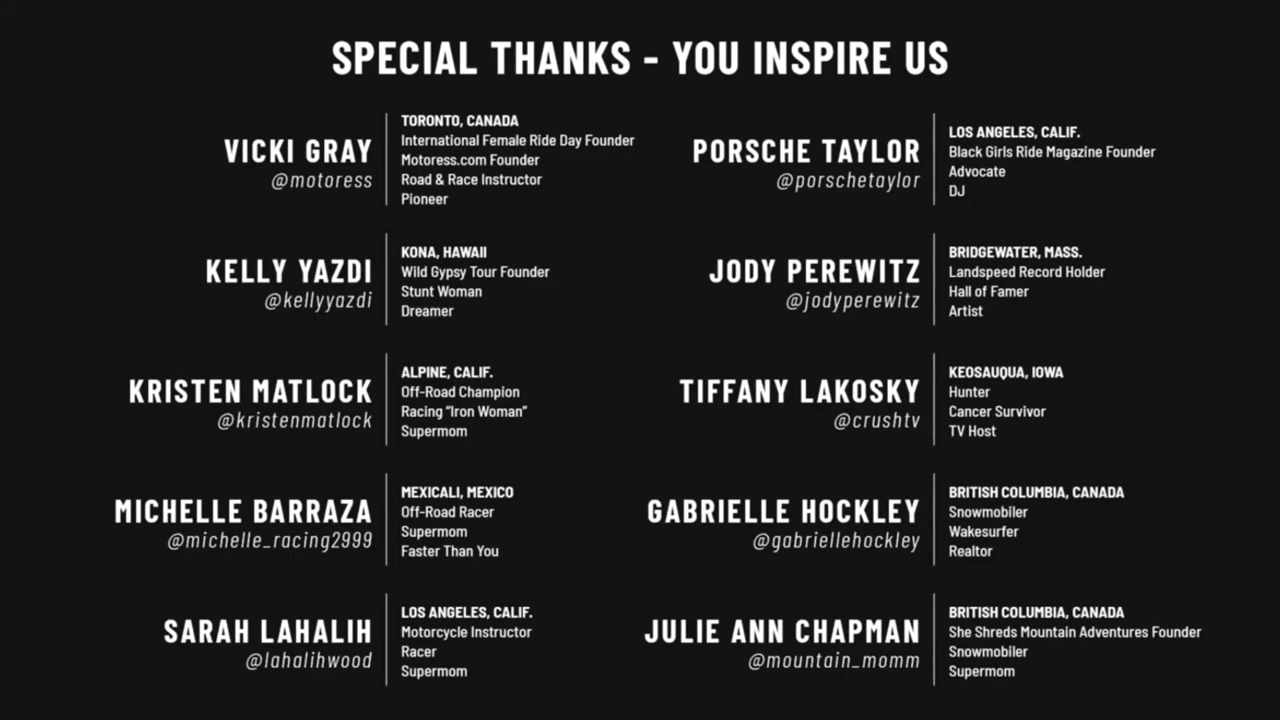 SPECIAL THANKS - YOU INSPIRE US
VICKI GRAY
@motoress
TORONTO, CANADA
International Female Ride Day Founder
Motoress.com Founder
Road & Race Instructor
Pioneer
PORSCHE TAYLOR
@porschetaylor
LOS ANGELES, CALIF.
Black Girls Ride Magazine Founder
Advocate
DJ
KELLY YAZDI
@kellyyazdi
KONA, HAWAII
Wild Gypsy Tour Founder
Stunt Woman
Dreamer
JODY PEREWITZ
@jodyperewitz
BRIDGEWATER, MASS.
Landspeed Record Holder
Hall of Famer
Artist
KRISTEN MATLOCK
@kristenmatlock
ALPINE, CALIF.
Off-Road Champion
Racing “Iron Woman”
Supermom
TIFFANY LAKOSKY
@crushtv
KEOSAUQUA, IOWA
Hunter
Cancer Survivor
TV Host
MICHELLE BARRAZA
@michelle_racing2999
MEXICALI, MEXICO
Off-Road Racer
Supermom
Faster Than You
GABRIELLE HOCKLEY
@gabriellehockley
BRITISH COLUMBIA, CANADA
Snowmobiler
Wakesurfer
Realtor
SARAH LAHALIH
@lahalihwood
LOS ANGELES, CALIF.
Motorcycle Instructor
Racer
Supermom
JULIE ANN CHAPMAN
@mountain_momm
BRITISH COLUMBIA, CANADA
She Shreds Mountain Adventures Founder
Snowmobiler
Supermom